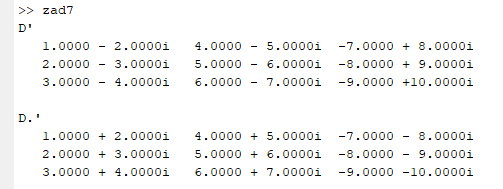 >> zad7
D'
1.0000 - 2.0000i   4.0000 - 5.0000i  -7.0000 + 8.0000i
2.0000 - 3.0000i   5.0000 - 6.0000i  -8.0000 + 9.0000i
3.0000 - 4.0000i   6.0000 - 7.0000i  -9.0000 +10.0000i
D.'
1.0000 + 2.0000i   4.0000 + 5.0000i  -7.0000 - 8.0000i
2.0000 + 3.0000i   5.0000 + 6.0000i  -8.0000 - 9.0000i
3.0000 + 4.0000i   6.0000 + 7.0000i  -9.0000 -10.0000i